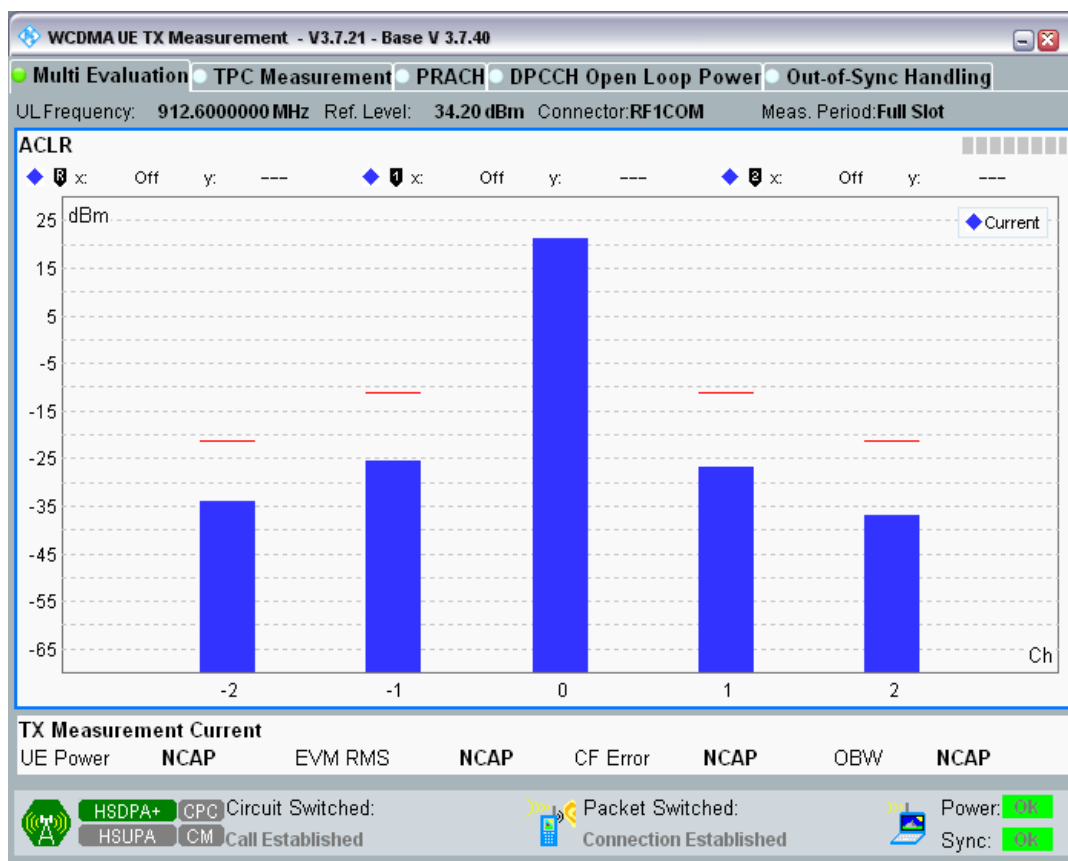 WCDMA UE TX Measurement - V3.7.21 - Base V 3.7.40
Multi Evaluation TPC Measurement PRACH DPCCH Open Loop Power Out-of-Sync Handling
UL Frequency: 912.6000000 MHz Ref. Level: 34.20 dBm Connector:RF1COM Meas. Period:Full Slot
ACLR
R x: Off y: --- 1 x: Off y: --- 2 x: Off y: ---
dBm
Current
25
15
5
-5
-15
-25
-35
-45
-55
-65
Ch
-2 -1 0 1 2
TX Measurement Current
UE Power NCAP EVM RMS NCAP CF Error NCAP OBW NCAP
HSDPA+ CPC Circuit Switched: Packet Switched: Power: Ok
HSUPA CM Call Established Connection Established Sync: Ok